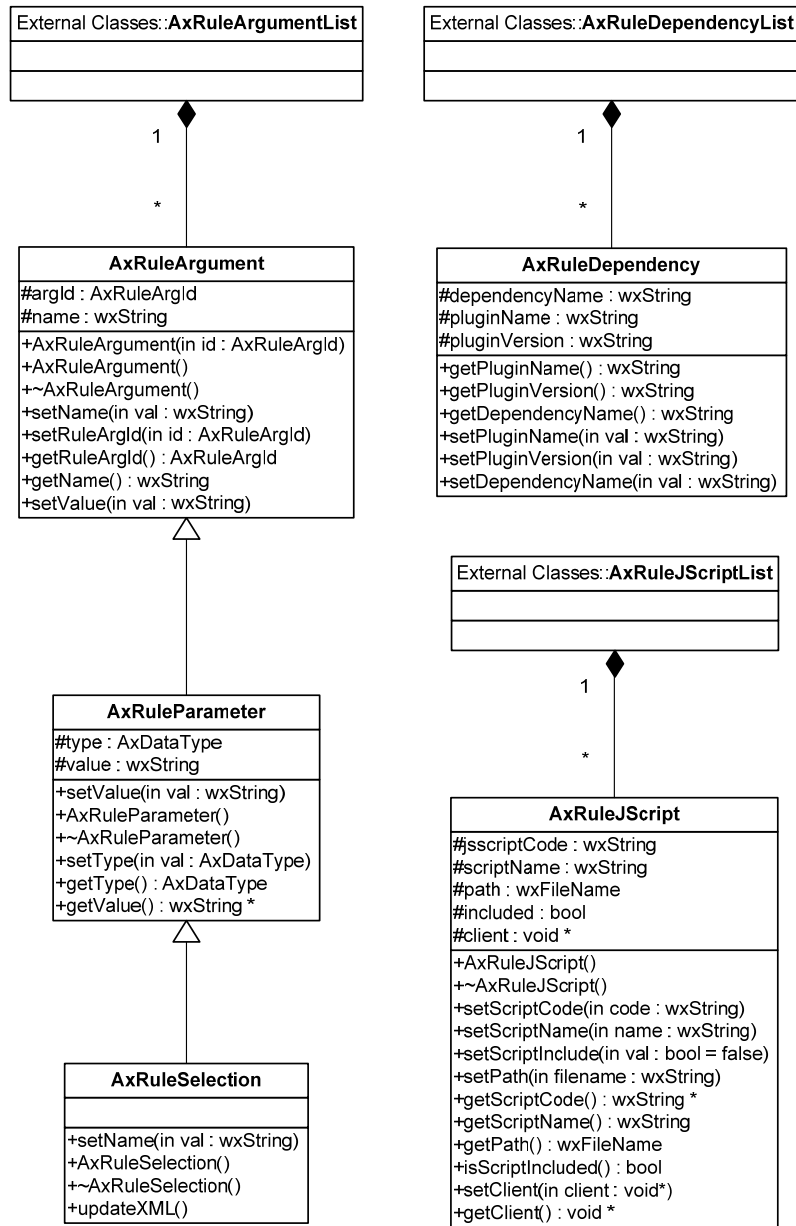 External Classes::AxRuleArgumentList
1
*
AxRuleArgument
#argId : AxRuleArgId
#name : wxString
+AxRuleArgument(in id : AxRuleArgId)
+AxRuleArgument()
+~AxRuleArgument()
+setName(in val : wxString)
+setRuleArgId(in id : AxRuleArgId)
+getRuleArgId() : AxRuleArgId
+getName() : wxString
+setValue(in val : wxString)
AxRuleParameter
#type : AxDataType
#value : wxString
+setValue(in val : wxString)
+AxRuleParameter()
+~AxRuleParameter()
+setType(in val : AxDataType)
+getType() : AxDataType
+getValue() : wxString *
AxRuleSelection
+setName(in val : wxString)
+AxRuleSelection()
+~AxRuleSelection()
+updateXML()
External Classes::AxRuleDependencyList
1
*
AxRuleDependency
#dependencyName : wxString
#pluginName : wxString
#pluginVersion : wxString
+getPluginName() : wxString
+getPluginVersion() : wxString
+getDependencyName() : wxString
+setPluginName(in val : wxString)
+setPluginVersion(in val : wxString)
+setDependencyName(in val : wxString)
External Classes::AxRuleJScriptList
1
*
AxRuleJScript
#jsscriptCode : wxString
#scriptName : wxString
#path : wxFileName
#included : bool
#client : void *
+AxRuleJScript()
+~AxRuleJScript()
+setScriptCode(in code : wxString)
+setScriptName(in name : wxString)
+setScriptInclude(in val : bool = false)
+setPath(in filename : wxString)
+getScriptCode() : wxString *
+getScriptName() : wxString
+getPath() : wxFileName
+isScriptIncluded() : bool
+setClient(in client : void*)
+getClient() : void *